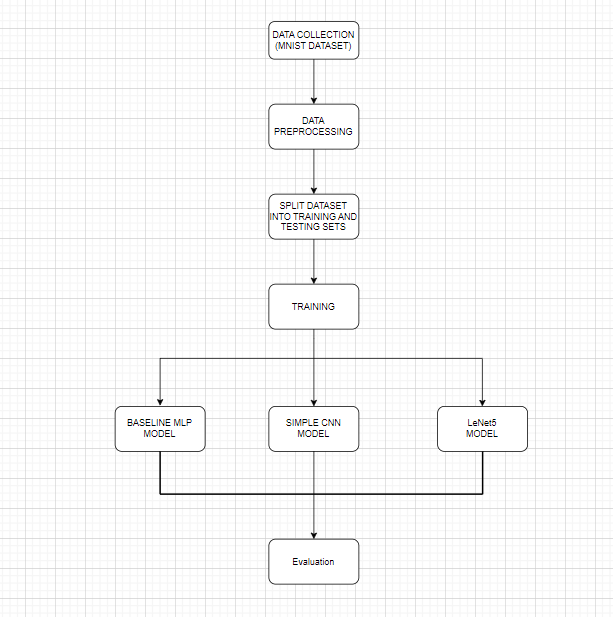 DATA COLLECTION
(MNIST DATASET)
DATA
PREPROCESSING
SPLIT DATASET
INTO TRAINING AND
TESTING SETS
TRAINING
BASELINE MLP
MODEL
SIMPLE CNN
MODEL
LeNet5
MODEL
Evaluation